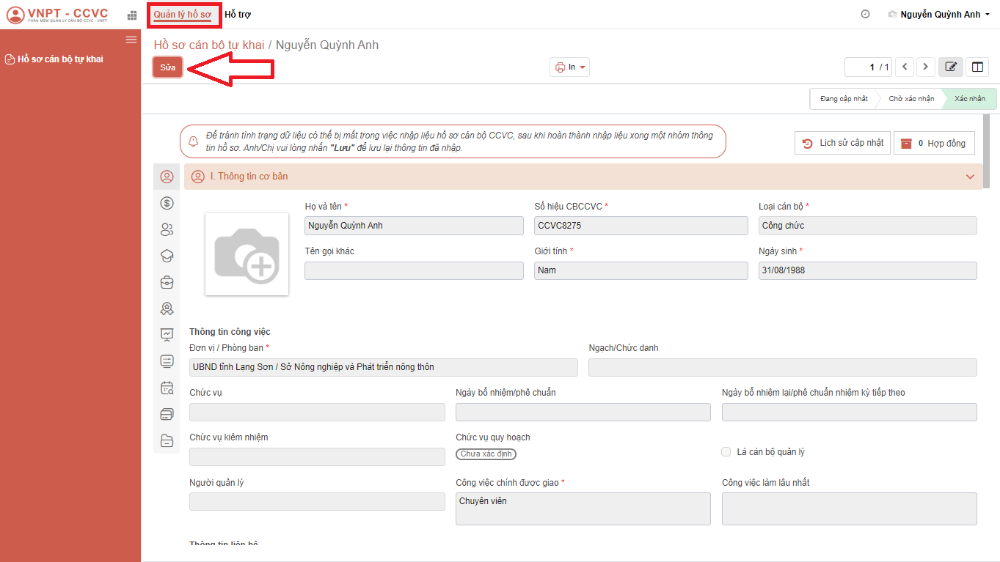 VNPT - CCVC
PHẦN MỀM QUẢN LÝ CÁN BỘ CCVC - VNPT
Quản lý hồ sơ
Hỗ trợ
Nguyễn Quỳnh Anh
Hồ sơ cán bộ tự khai
Hồ sơ cán bộ tự khai / Nguyễn Quỳnh Anh
Sửa
In
1 / 1
Đang cập nhật
Chờ xác nhận
Xác nhận
Để tránh tình trạng dữ liệu có thể bị mất trong việc nhập liệu hồ sơ cán bộ CCVC, sau khi hoàn thành nhập liệu xong một nhóm thông
tin hồ sơ. Anh/Chị vui lòng nhấn "Lưu" để lưu lại thông tin đã nhập.
Lịch sử cập nhật
0 Hợp đồng
I. Thông tin cơ bản
Họ và tên *
Số hiệu CBCCVC *
Loại cán bộ *
Nguyễn Quỳnh Anh
CCVC8275
Công chức
Tên gọi khác
Giới tính *
Ngày sinh *
Nam
31/08/1988
Thông tin công việc
Đơn vị / Phòng ban *
Ngạch/Chức danh
UBND tỉnh Lạng Sơn / Sở Nông nghiệp và Phát triển nông thôn
Chức vụ
Ngày bổ nhiệm/phê chuẩn
Ngày bổ nhiệm lại/phê chuẩn nhiệm kỳ tiếp theo
Chức vụ kiêm nhiệm
Chức vụ quy hoạch
Chưa xác định
Là cán bộ quản lý
Người quản lý
Công việc chính được giao *
Công việc làm lâu nhất
Chuyên viên
Thông tin liên hệ